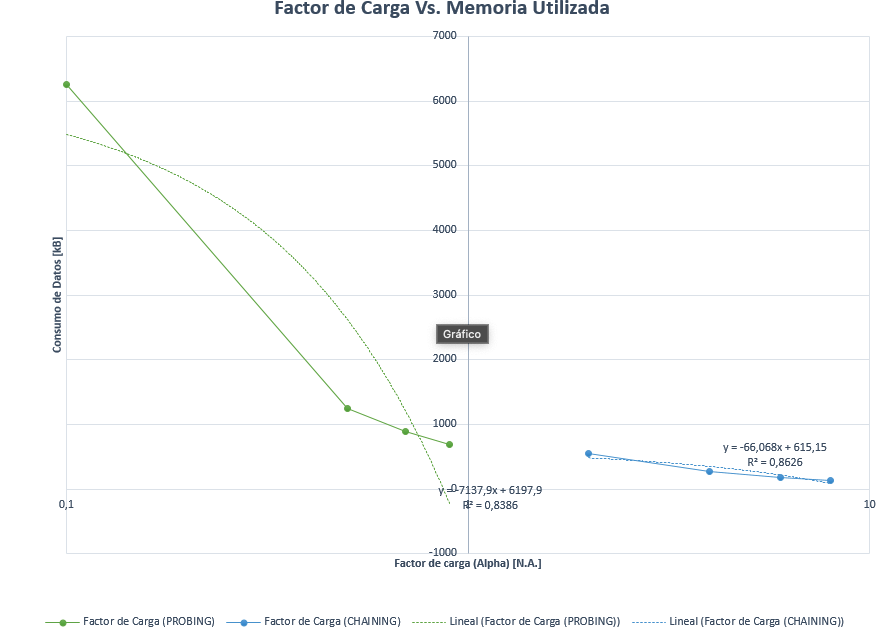 Factor de Carga Vs. Memoria Utilizada
7000
6000
5000
4000
3000
2000
1000
0
-1000
Consumo de Datos [kB]
Gráfico
y = -66,068x + 615,15
R² = 0,8626
y = -7137,9x + 6197,9
R² = 0,8386
0,1
1
10
Factor de carga (Alpha) [N.A.]
Factor de Carga (PROBING)
Factor de Carga (CHAINING)
Lineal (Factor de Carga (PROBING))
Lineal (Factor de Carga (CHAINING))